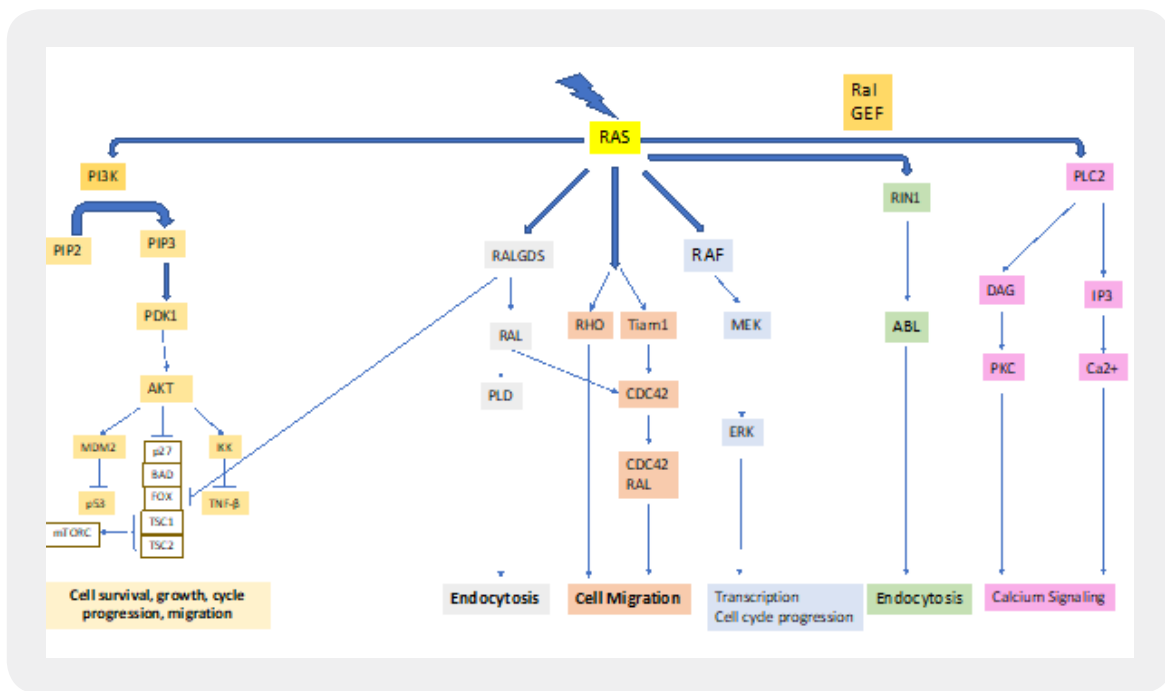 Ral
GEF
RAS
PI3K
PLC2
RIN1
PIP2
PIP3
RALGDS
RAF
DAG
IP3
PDK1
RAL
RHO
Tiam1
MEK
ABL
PKC
Ca2+
AKT
PLD
CDC42
MDM2
p27
IKK
ERK
BAD
CDC42
RAL
FOX
p53
TNF-β
TSC1
mTORC
TSC2
Cell survival, growth, cycle
progression, migration
Endocytosis
Cell Migration
Transcription
Cell cycle progression
Endocytosis
Calcium Signaling